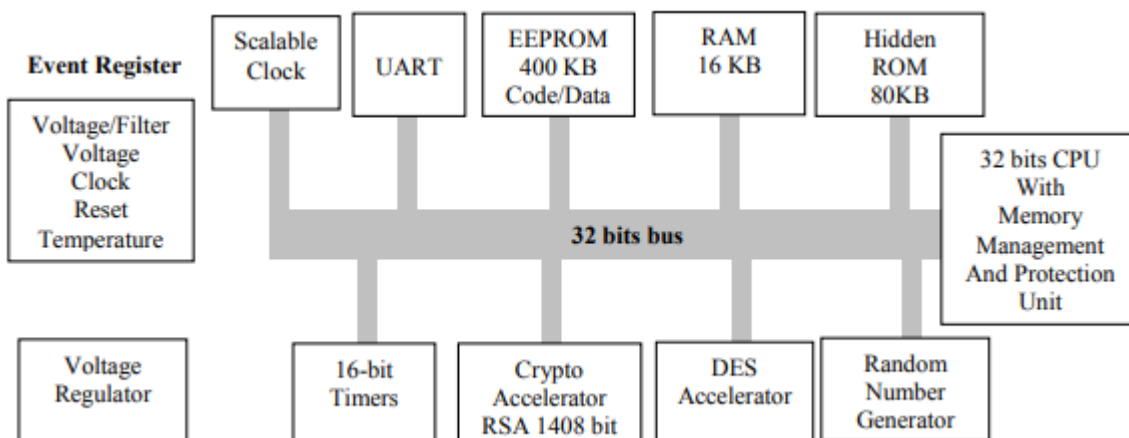 Event Register
Scalable
Clock
UART
EEPROM
400 KB
Code/Data
RAM
16 KB
Hidden
ROM
80KB
Voltage/Filter
Voltage
Clock
Reset
Temperature
32 bits CPU
With
Memory
Management
And Protection
Unit
32 bits bus
Voltage
Regulator
16-bit
Timers
Crypto
Accelerator
RSA 1408 bit
DES
Accelerator
Random
Number
Generator